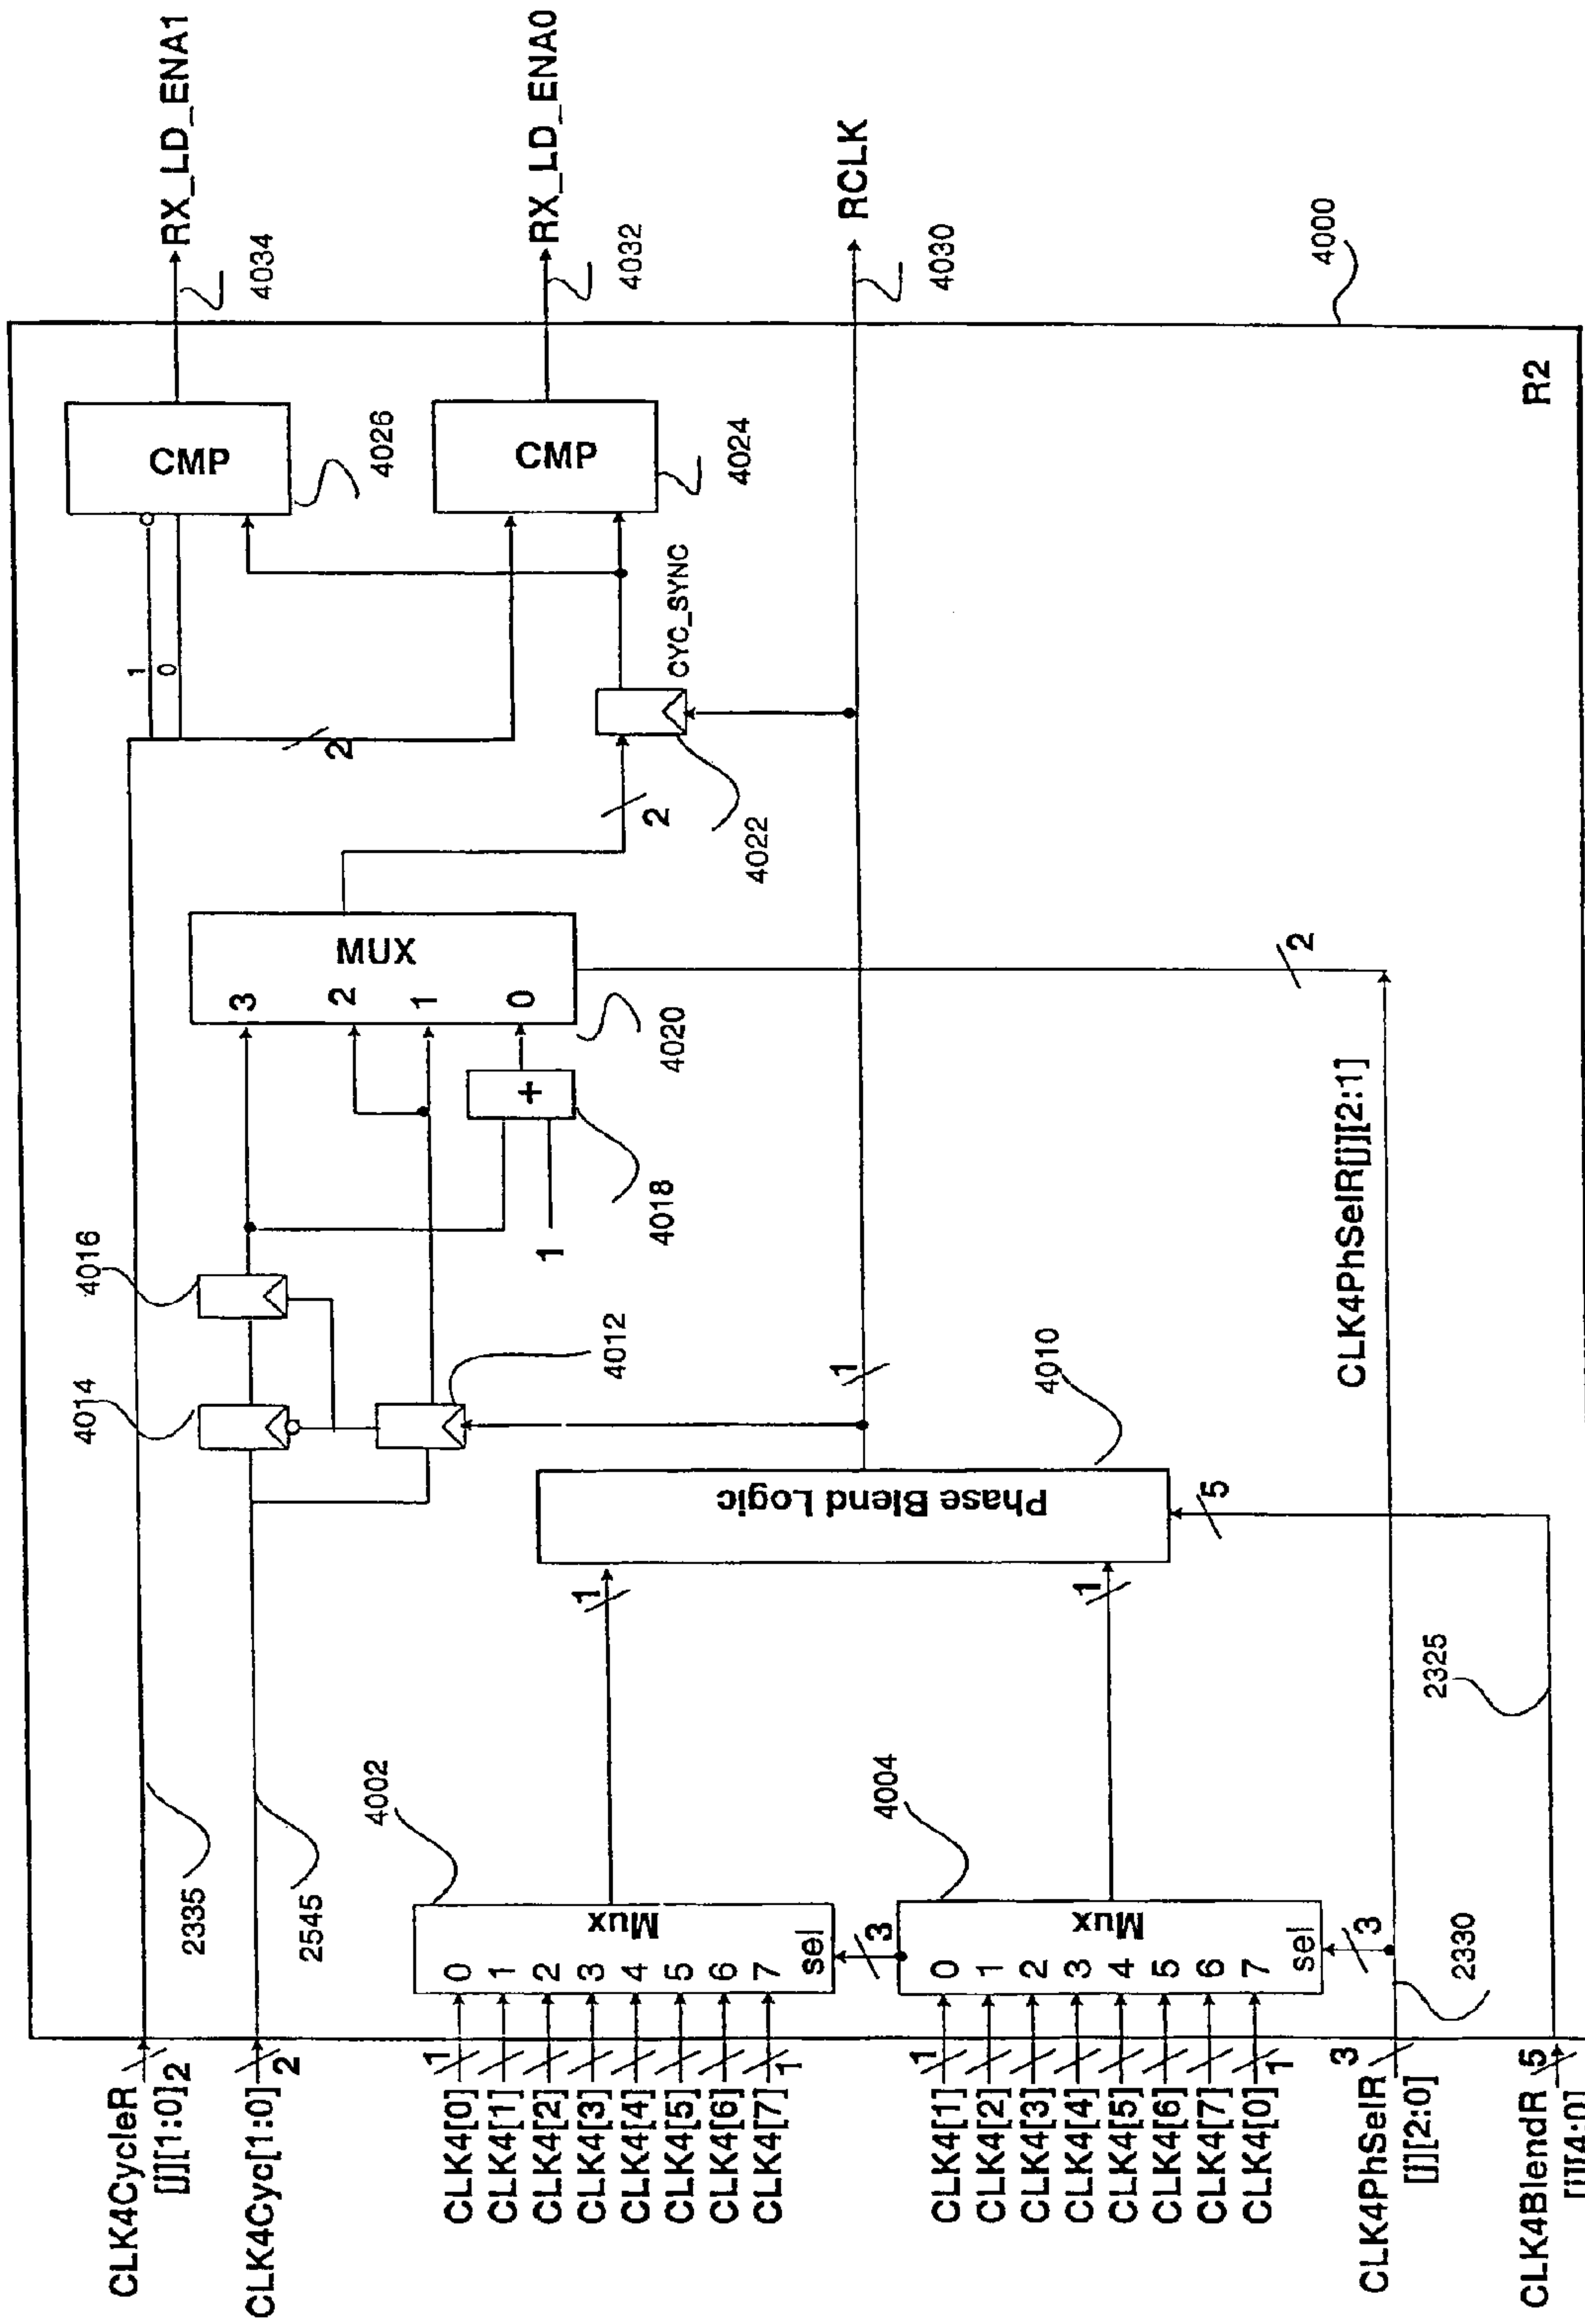 CLK4CycleR
[j][1:0]
2
CLK4Cyc[1:0]
2
CLK4[0]
1
CLK4[1]
CLK4[2]
CLK4[3]
CLK4[4]
CLK4[5]
CLK4[6]
CLK4[7]
1
CLK4[1]
1
CLK4[2]
CLK4[3]
CLK4[4]
CLK4[5]
CLK4[6]
CLK4[7]
CLK4[0]
1
CLK4PhSelR
[j][2:0]
3
CLK4BlendR
[j][4:0]
5
2335
2545
4002
Mux
0
1
2
3
4
5
6
7
sel
3
4004
Mux
0
1
2
3
4
5
6
7
sel
3
2330
2325
1
1
Phase Blend Logic
5
4010
1
4014
4016
4012
1
+
4018
MUX
3
2
1
0
4020
CLK4PhSelR[j][2:1]
2
2
4022
CYC_SYNC
1
0
2
CMP
4026
CMP
4024
RX_LD_ENA1
4034
RX_LD_ENA0
4032
RCLK
4030
4000
R2